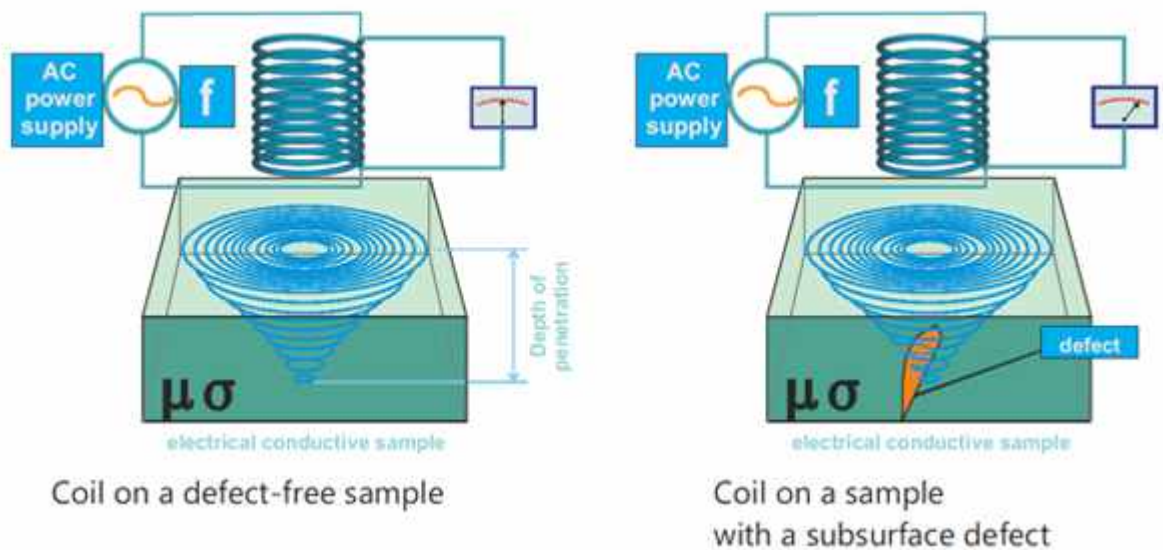 AC
power
supply
f
Depth of
penetration
μ σ
electrical conductive sample
Coil on a defect-free sample
AC
power
supply
f
defect
μ σ
electrical conductive sample
Coil on a sample
with a subsurface defect